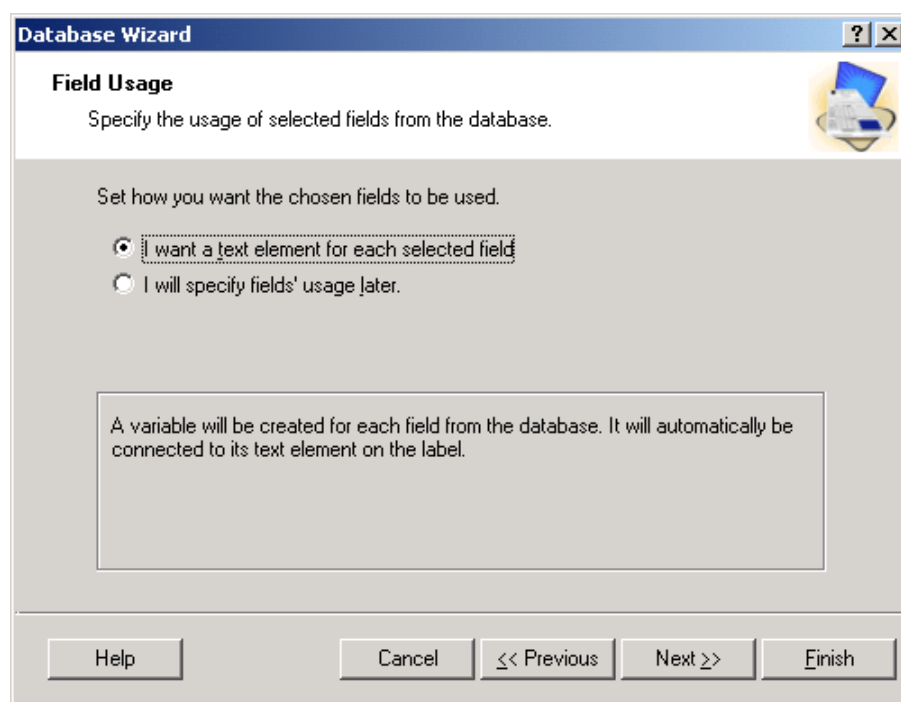 Database Wizard
Field Usage
Specify the usage of selected fields from the database.
Set how you want the chosen fields to be used.
I want a text element for each selected field
I will specify fields' usage later.
A variable will be created for each field from the database. It will automatically be
connected to its text element on the label.
Help Cancel << Previous Next >> Finish